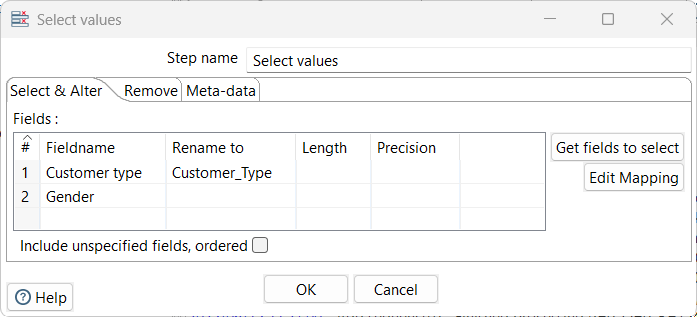 Select values
Step name Select values
Select & Alter Remove Meta-data
Fields :
# Fieldname Rename to Length Precision
1 Customer type Customer_Type
2 Gender
Get fields to select
Edit Mapping
Include unspecified fields, ordered
Help OK Cancel